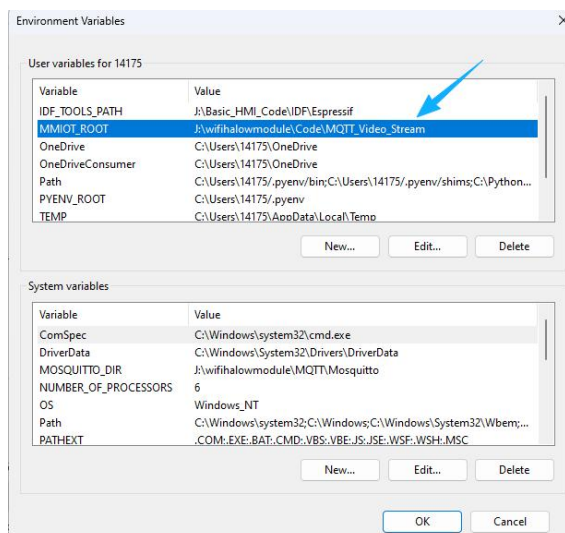 Environment Variables
User variables for 14175
Variable Value
IDF_TOOLS_PATH J:\Basic_HMI_Code\IDF\Espressif
MMIOT_ROOT J:\wifihalowmodule\Code\MQTT_Video_Stream
OneDrive C:\Users\14175\OneDrive
OneDriveConsumer C:\Users\14175\OneDrive
Path C:\Users\14175/.pyenv/bin;C:\Users\14175/.pyenv/shims;C:\Python...
PYENV_ROOT C:\Users\14175/.pyenv
TEMP C:\Users\14175\AppData\Local\Temp
New... Edit... Delete
System variables
Variable Value
ComSpec C:\Windows\system32\cmd.exe
DriverData C:\Windows\System32\Drivers\DriverData
MOSQUITTO_DIR J:\wifihalowmodule\MQTT\Mosquitto
NUMBER_OF_PROCESSORS 6
OS Windows_NT
Path C:\Windows\system32;C:\Windows;C:\Windows\System32\Wbem;...
PATHEXT .COM;.EXE;.BAT;.CMD;.VBS;.VBE;.JS;.JSE;.WSF;.WSH;.MSC
New... Edit... Delete
OK Cancel